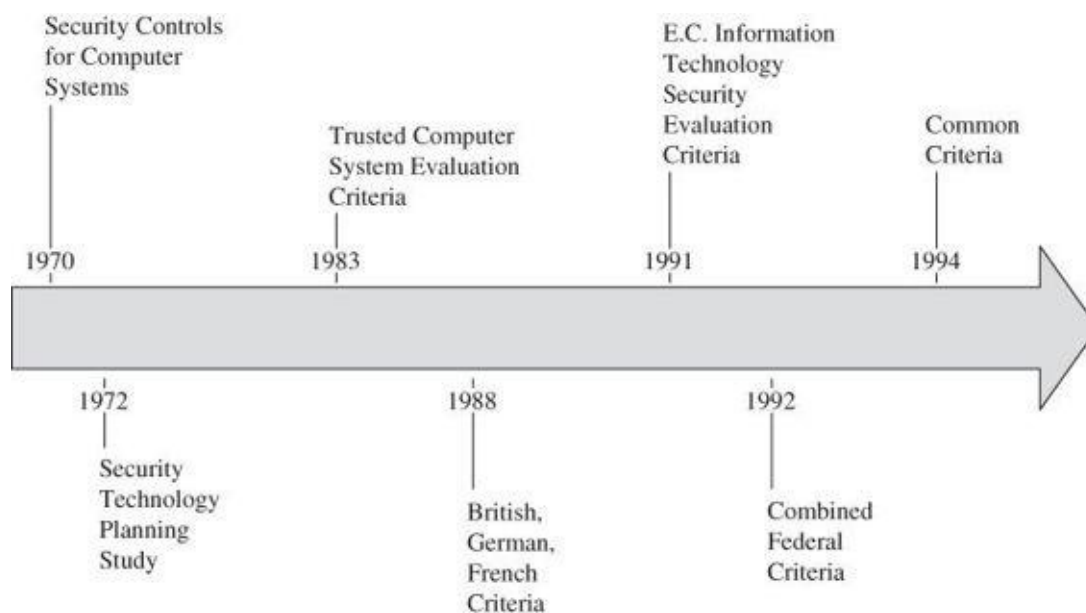 Security Controls
for Computer
Systems
Trusted Computer
System Evaluation
Criteria
E.C. Information
Technology
Security
Evaluation
Criteria
Common
Criteria
1970
1983
1991
1994
1972
1988
1992
Security
Technology
Planning
Study
British,
German,
French
Criteria
Combined
Federal
Criteria